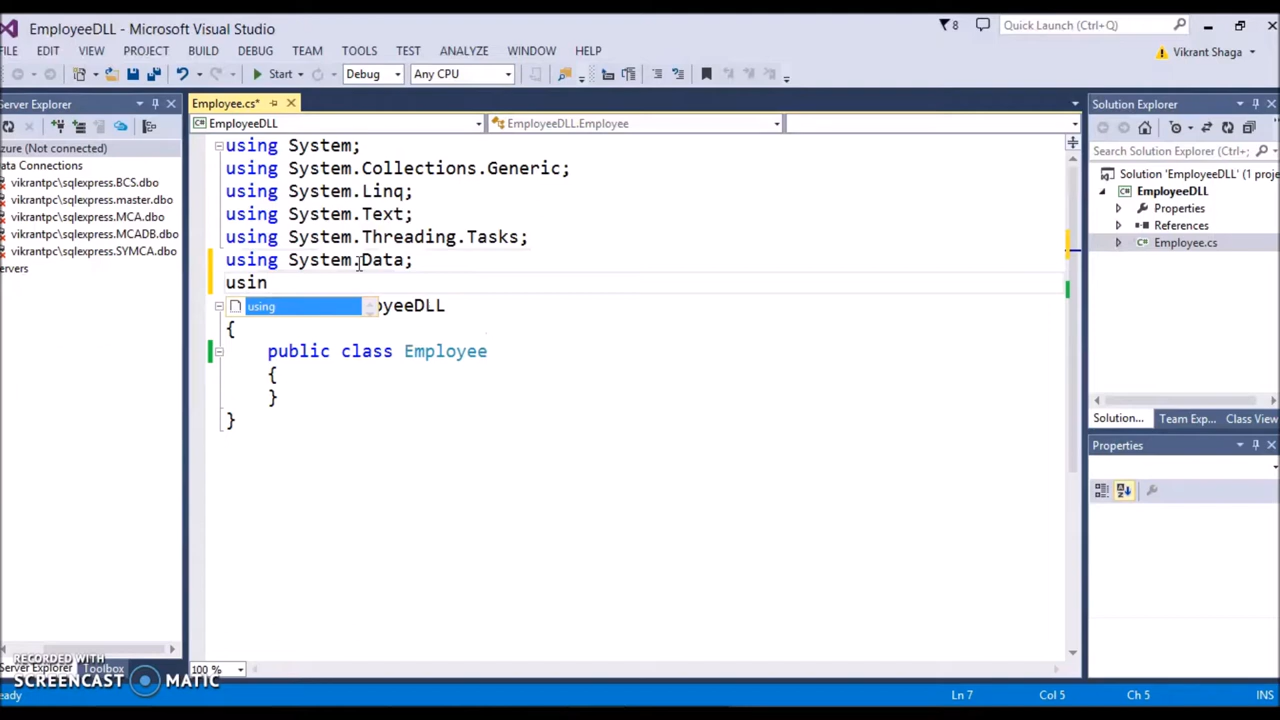 EmployeeDLL - Microsoft Visual Studio
8
Quick Launch (Ctrl+Q)
FILE EDIT VIEW PROJECT BUILD DEBUG TEAM TOOLS TEST ANALYZE WINDOW HELP
Vikrant Shaga
Start Debug Any CPU
Server Explorer
zure (Not connected)
ata Connections
vikrantpc\sqlexpress.BCS.dbo
vikrantpc\sqlexpress.master.dbo
vikrantpc\sqlexpress.MCA.dbo
vikrantpc\sqlexpress.MCADB.dbo
vikrantpc\sqlexpress.SYMCA.dbo
ervers
Server Explorer Toolbox
Employee.cs*
EmployeeDLL EmployeeDLL.Employee
using System;
using System.Collections.Generic;
using System.Linq;
using System.Text;
using System.Threading.Tasks;
using System.Data;
usin
using
oyeeDLL
{
public class Employee
{
}
}
100 %
Solution Explorer
Search Solution Explorer (Ctrl+;)
Solution 'EmployeeDLL' (1 proje
EmployeeDLL
Properties
References
Employee.cs
Solution... Team Exp... Class View
Properties
RECORDED WITH
SCREENCAST MATIC
eady
Ln 7 Col 5 Ch 5 INS